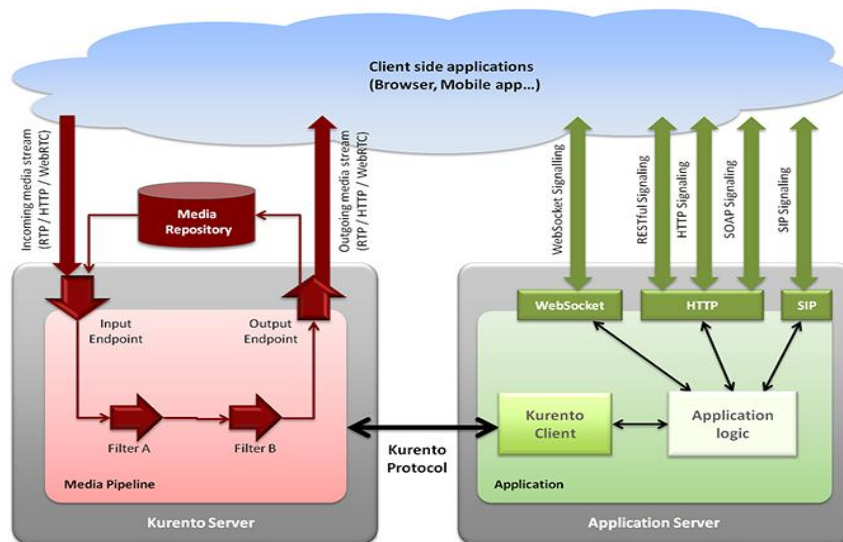 Client side applications
(Browser, Mobile app...)
Incoming media stream
(RTP / HTTP / WebRTC)
Media
Repository
Outgoing media stream
(RTP / HTTP / WebRTC)
WebSocket Signalling
RESTful Signaling
HTTP Signaling
SOAP Signaling
SIP Signaling
WebSocket
HTTP
SIP
Input
Endpoint
Output
Endpoint
Filter A
Filter B
Media Pipeline
Kurento Server
Kurento
Protocol
Kurento
Client
Application
logic
Application
Application Server